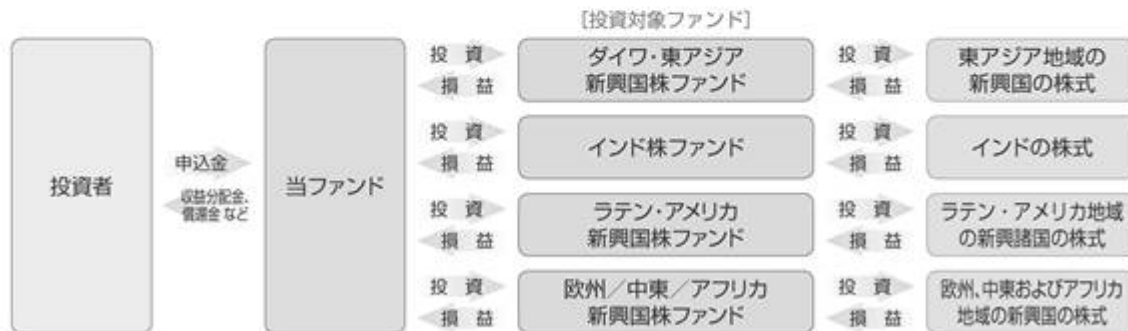 ［投資対象ファンド］
投資者
申込金
収益分配金、
償還金 など
当ファンド
投 資
損 益
ダイワ・東アジア
新興国株ファンド
投 資
損 益
東アジア地域の
新興国の株式
投 資
損 益
インド株ファンド
投 資
損 益
インドの株式
投 資
損 益
ラテン・アメリカ
新興国株ファンド
投 資
損 益
ラテン・アメリカ地域
の新興諸国の株式
投 資
損 益
欧州／中東／アフリカ
新興国株ファンド
投 資
損 益
欧州、中東およびアフリカ
地域の新興国の株式